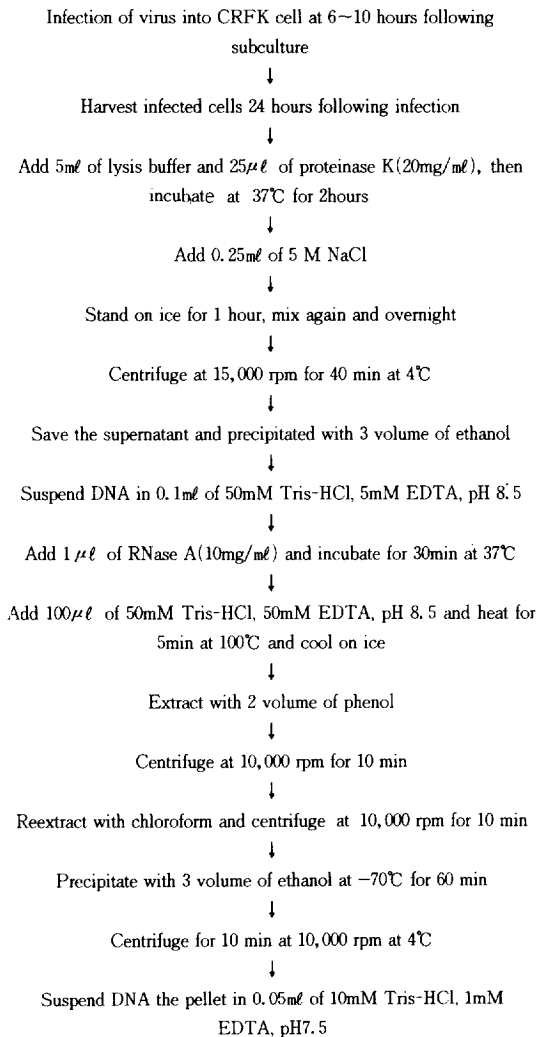 Infection of virus into CRFK cell at 6~10 hours following
subculture
↓
Harvest infected cells 24 hours following infection
↓
Add 5㎖ of lysis buffer and 25㎕ of proteinase K(20mg/㎖), then
incubate at 37℃ for 2hours
↓
Add 0.25㎖ of 5 M NaCl
↓
Stand on ice for 1 hour, mix again and overnight
↓
Centrifuge at 15,000 rpm for 40 min at 4℃
↓
Save the supernatant and precipitated with 3 volume of ethanol
↓
Suspend DNA in 0.1㎖ of 50mM Tris-HCl, 5mM EDTA, pH 8.5
↓
Add 1㎕ of RNase A(10mg/㎖) and incubate for 30min at 37℃
↓
Add 100㎕ of 50mM Tris-HCl, 50mM EDTA, pH 8.5 and heat for
5min at 100℃ and cool on ice
↓
Extract with 2 volume of phenol
↓
Centrifuge at 10,000 rpm for 10 min
↓
Reextract with chloroform and centrifuge at 10,000 rpm for 10 min
↓
Precipitate with 3 volume of ethanol at −70℃ for 60 min
↓
Centrifuge for 10 min at 10,000 rpm at 4℃
↓
Suspend DNA the pellet in 0.05㎖ of 10mM Tris-HCl, 1mM
EDTA, pH7.5